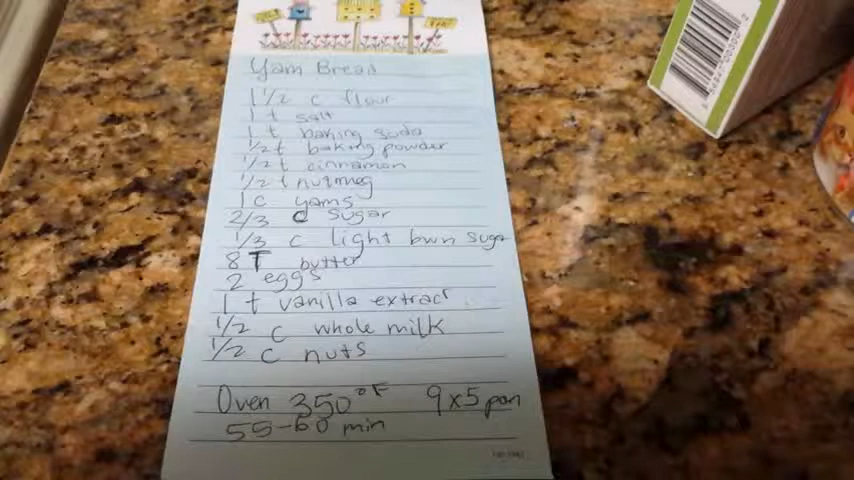 Yam Bread
1 1/2 c flour
1 t salt
1 t baking soda
1/2 t baking powder
1/2 t cinnamon
1/2 t nutmeg
1 c yams
2/3 c sugar
1/3 c light bwn sugar
8 T butter
2 eggs
1 t vanilla extract
1/2 c whole milk
1/2 c nuts
Oven 350°F 9x5 pan
55-60 min